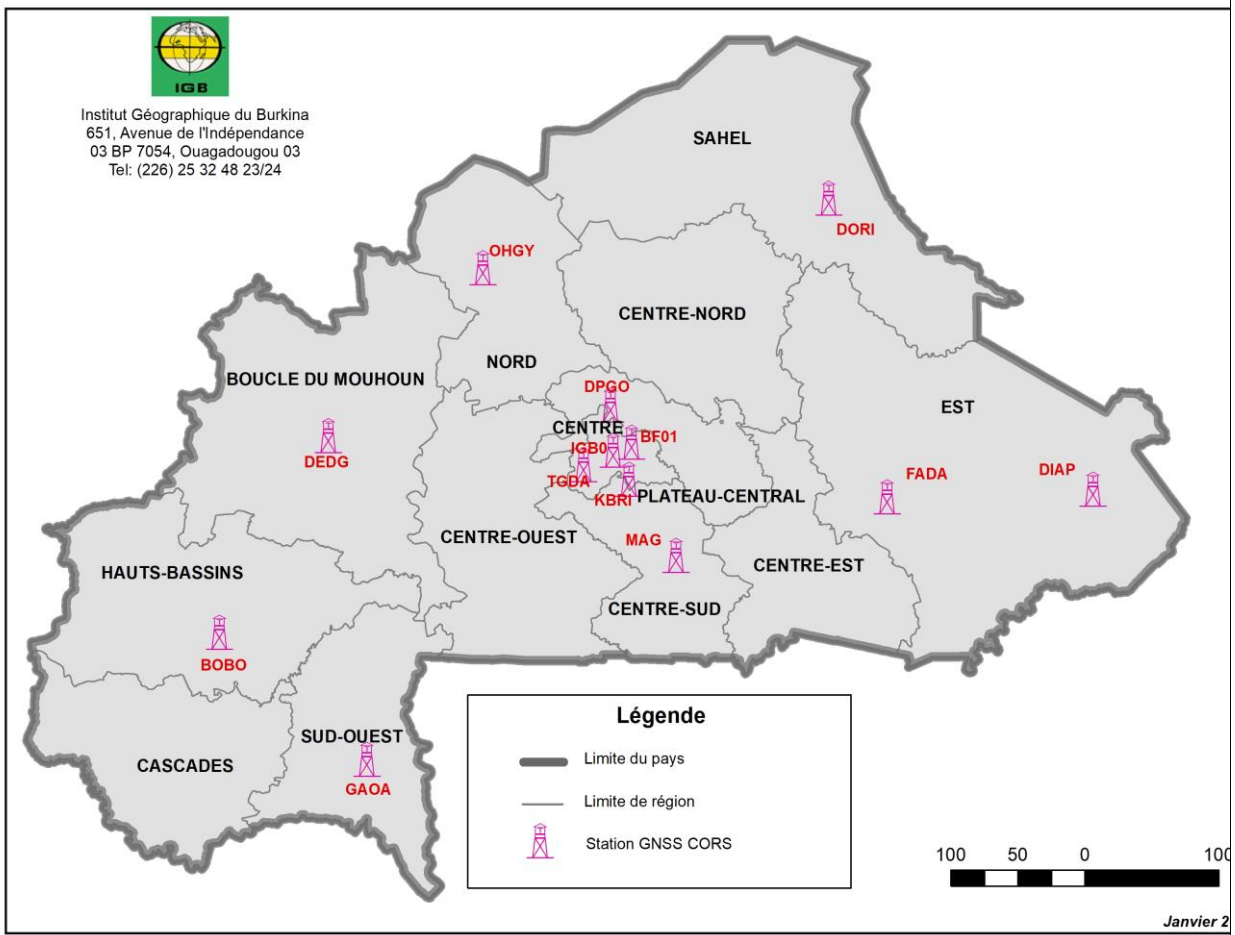 IGB
Institut Géographique du Burkina
651, Avenue de l'Indépendance
03 BP 7054, Ouagadougou 03
Tel: (226) 25 32 48 23/24
SAHEL
DORI
OHGY
CENTRE-NORD
NORD
BOUCLE DU MOUHOUN
DPGO
EST
CENTRE
BF01
IGB0
DEDG
TGDA
KBRI
PLATEAU-CENTRAL
FADA
DIAP
CENTRE-OUEST
MAG
HAUTS-BASSINS
CENTRE-EST
CENTRE-SUD
BOBO
SUD-OUEST
CASCADES
GAOA
Légende
Limite du pays
Limite de région
Station GNSS CORS
100 50 0 100
Janvier 2